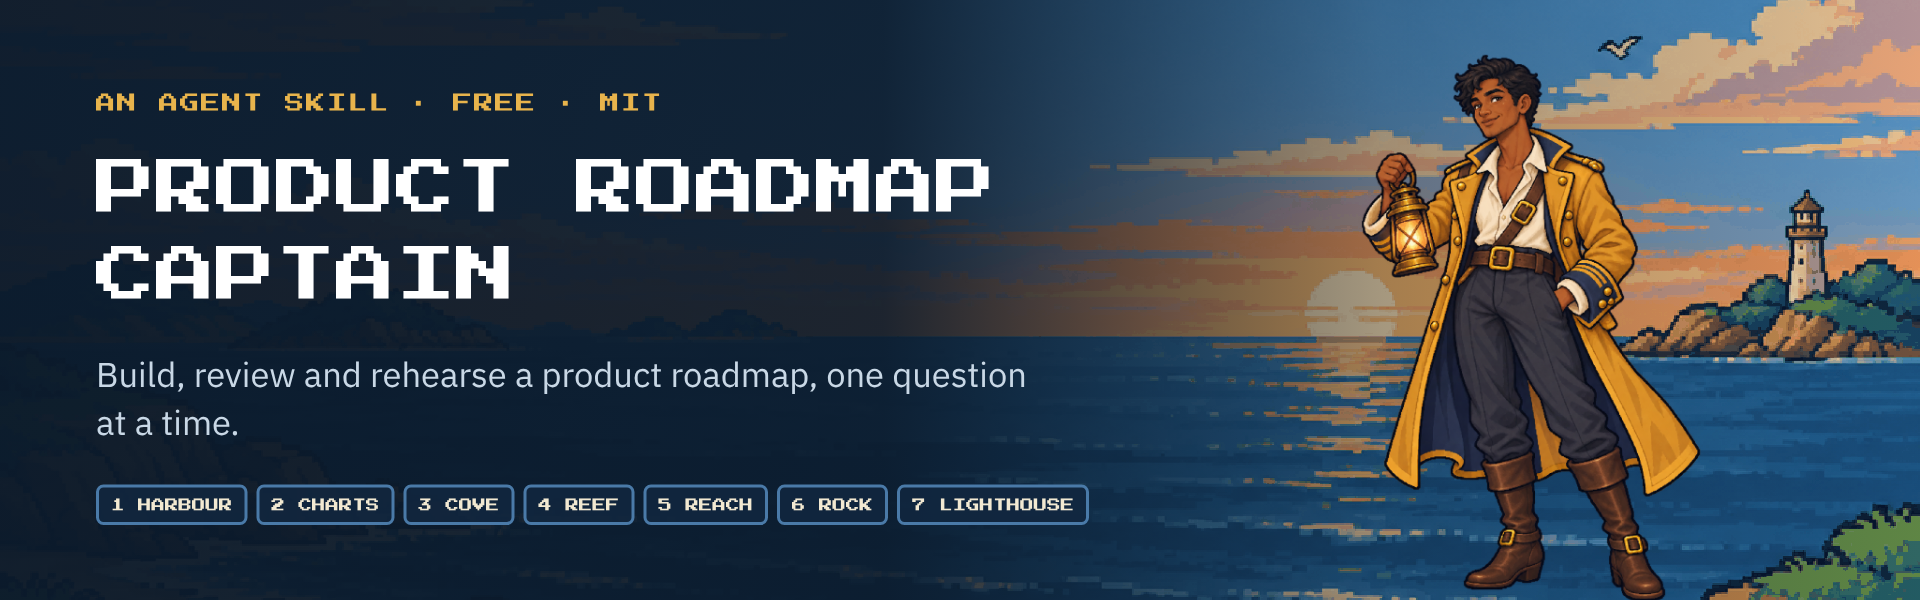 AN AGENT SKILL · FREE · MIT
PRODUCT ROADMAP
CAPTAIN
Build, review and rehearse a product roadmap, one question
at a time.
1 HARBOUR 2 CHARTS 3 COVE 4 REEF 5 REACH 6 ROCK 7 LIGHTHOUSE